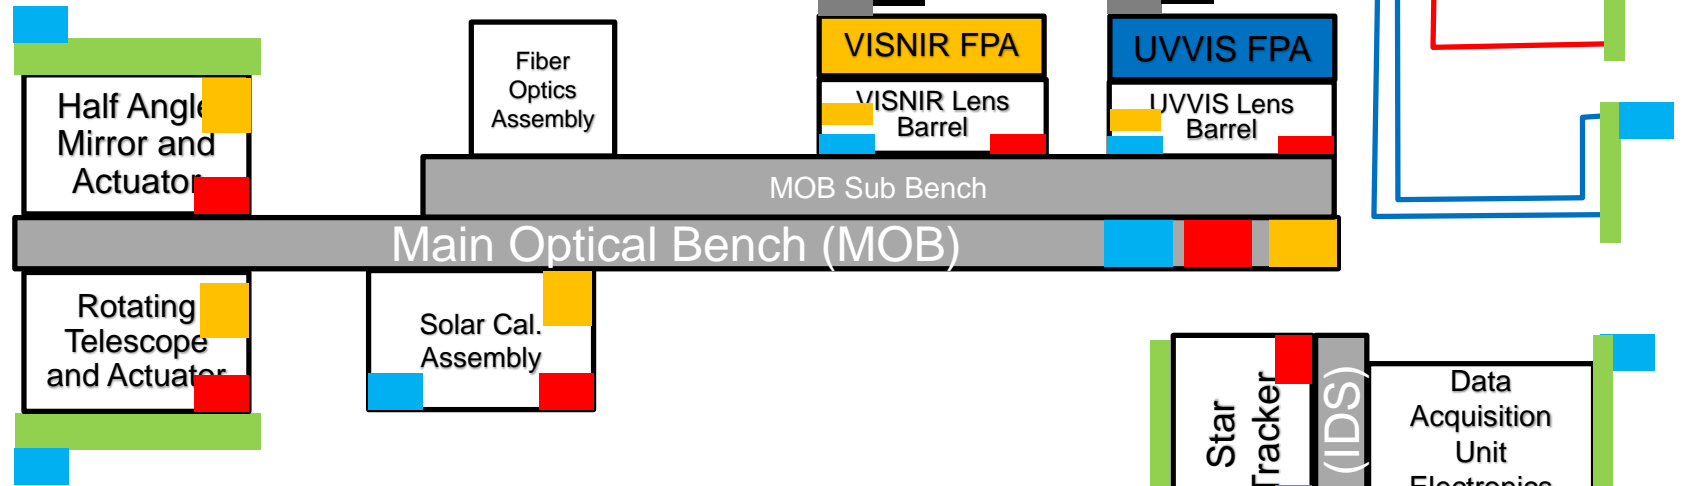 Half Angle
Mirror and
Actuator
Fiber
Optics
Assembly
VISNIR FPA
VISNIR Lens
Barrel
UVVIS FPA
UVVIS Lens
Barrel
MOB Sub Bench
Main Optical Bench (MOB)
Rotating
Telescope
and Actuator
Solar Cal.
Assembly
Star
Tracker
(IDS)
Data
Acquisition
Unit
Electronics